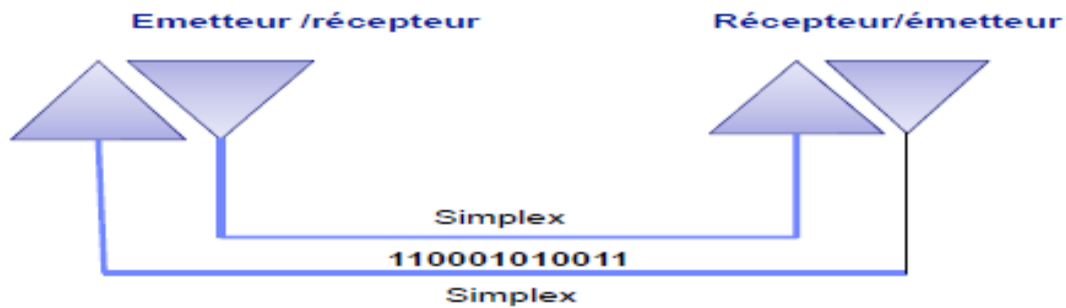 Emetteur /récepteur
Récepteur/émetteur
Simplex
110001010011
Simplex